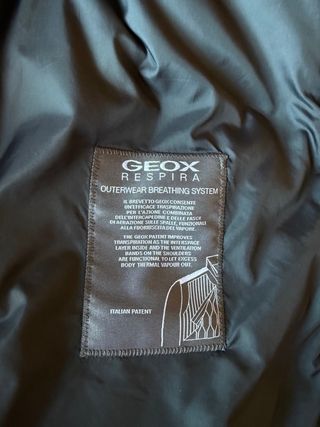 GEOX
RESPIRA
OUTERWEAR BREATHING SYSTEM
IL BREVETTO GEOX CONSENTE
UN'EFFICACE TRASPIRAZIONE
PER L'AZIONE COMBINATA
DELL'INTERCAPEDINE E DELLE FASCE
DI AERAZIONE SULLE SPALLE, FUNZIONALI
ALLA FUORIUSCITA DEL VAPORE.
THE GEOX PATENT IMPROVES
TRANSPIRATION AS THE INTERSPACE
LAYER INSIDE AND THE VENTILATION
BANDS ON THE SHOULDERS
ARE FUNCTIONAL TO LET EXCESS
BODY THERMAL VAPOUR OUT.
ITALIAN PATENT